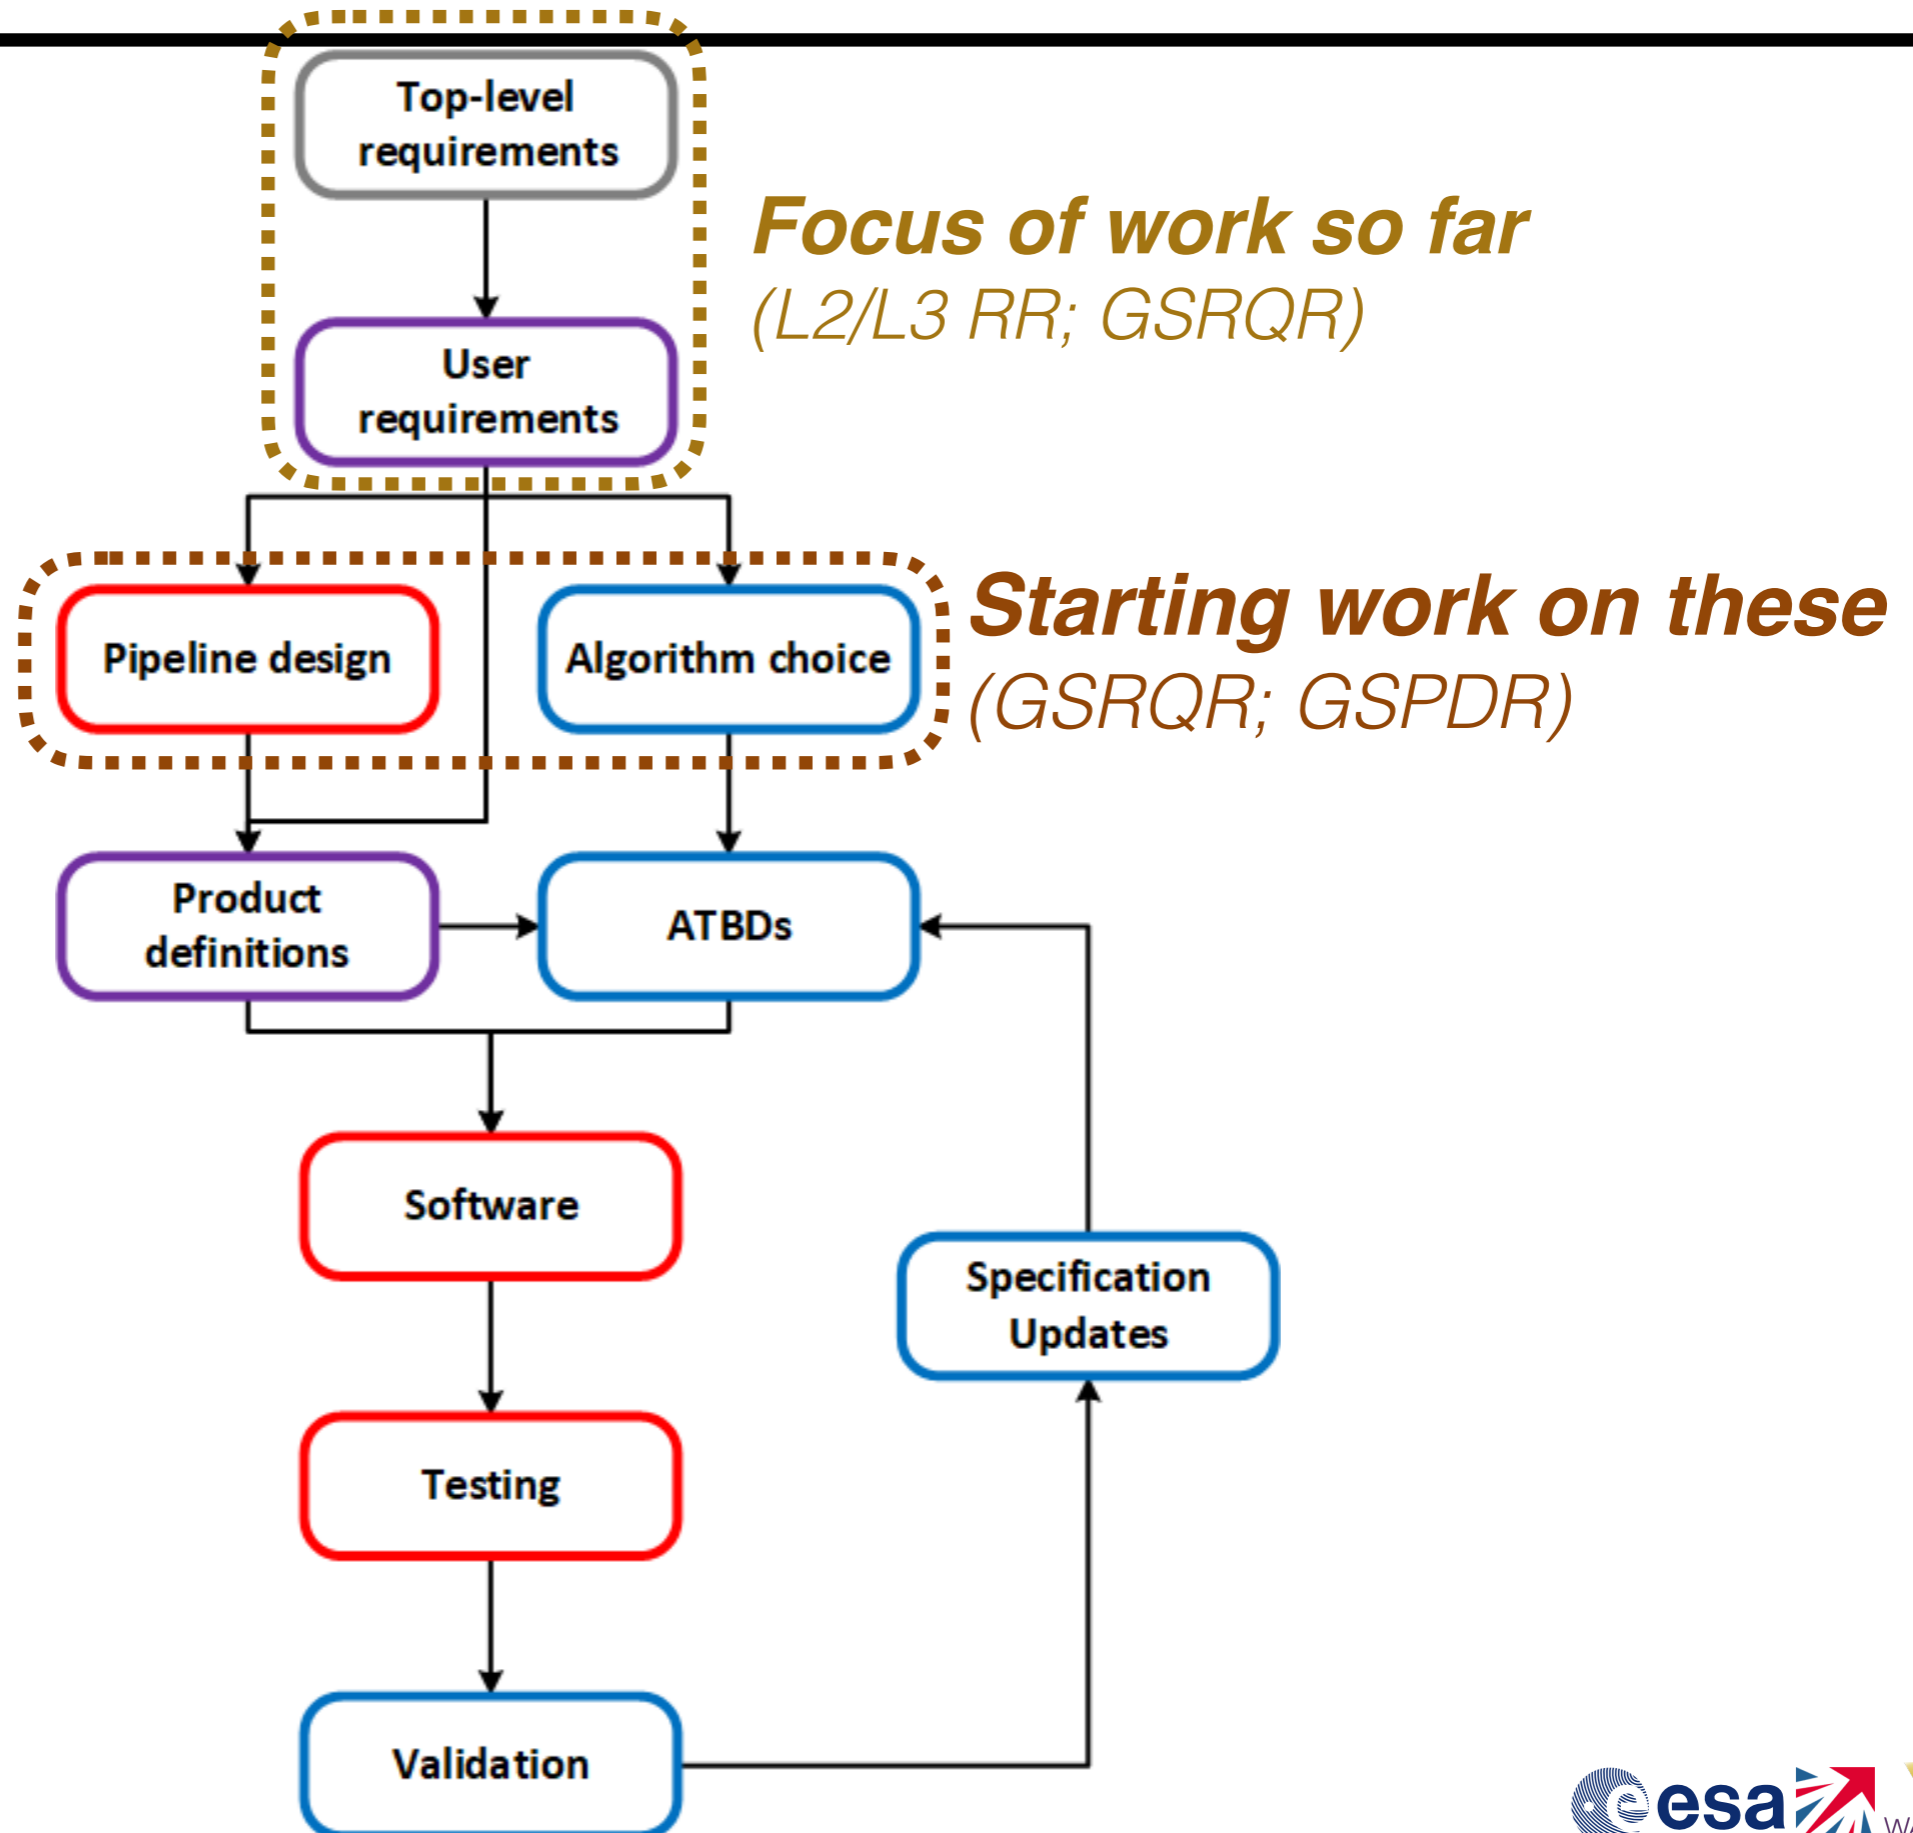 Top-level
requirements
Focus of work so far
(L2/L3 RR; GSRQR)
User
requirements
Starting work on these
(GSRQR; GSPDR)
Pipeline design
Algorithm choice
Product
definitions
ATBDs
Software
Specification
Updates
Testing
Validation
esa